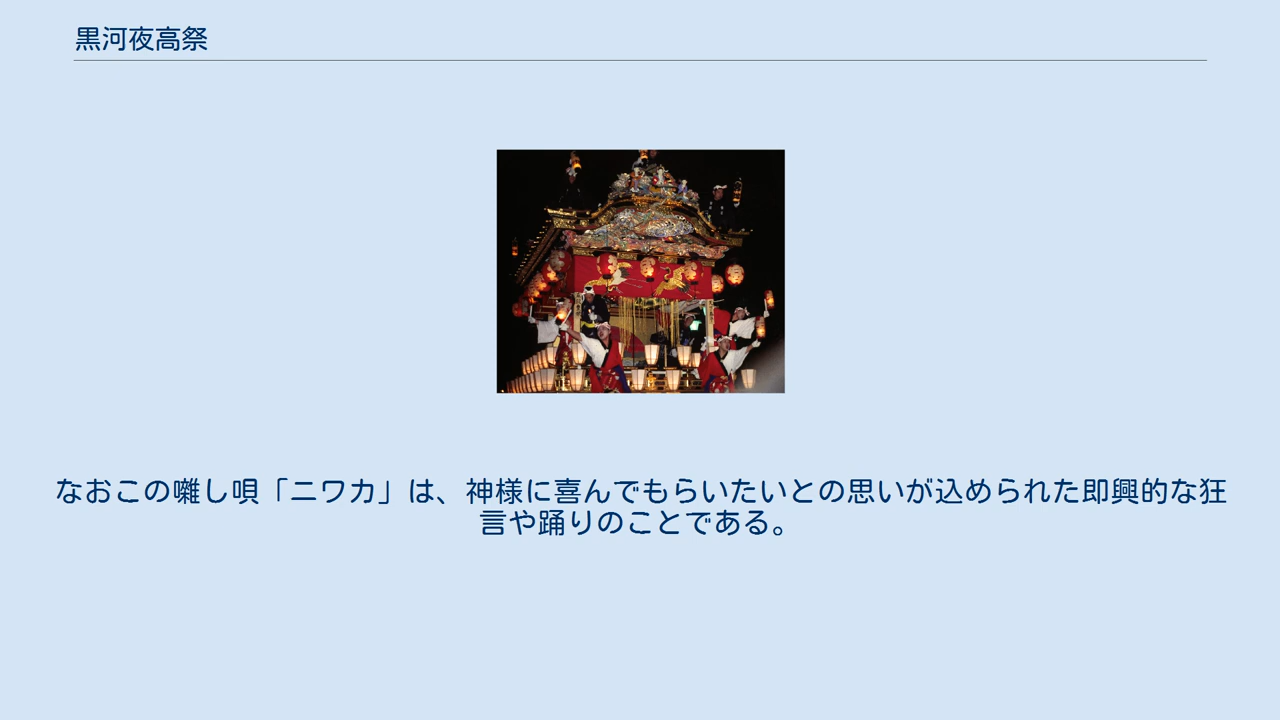 黒河夜高祭
なおこの囃し唄「ニワカ」は、神様に喜んでもらいたいとの思いが込められた即興的な狂
言や踊りのことである。